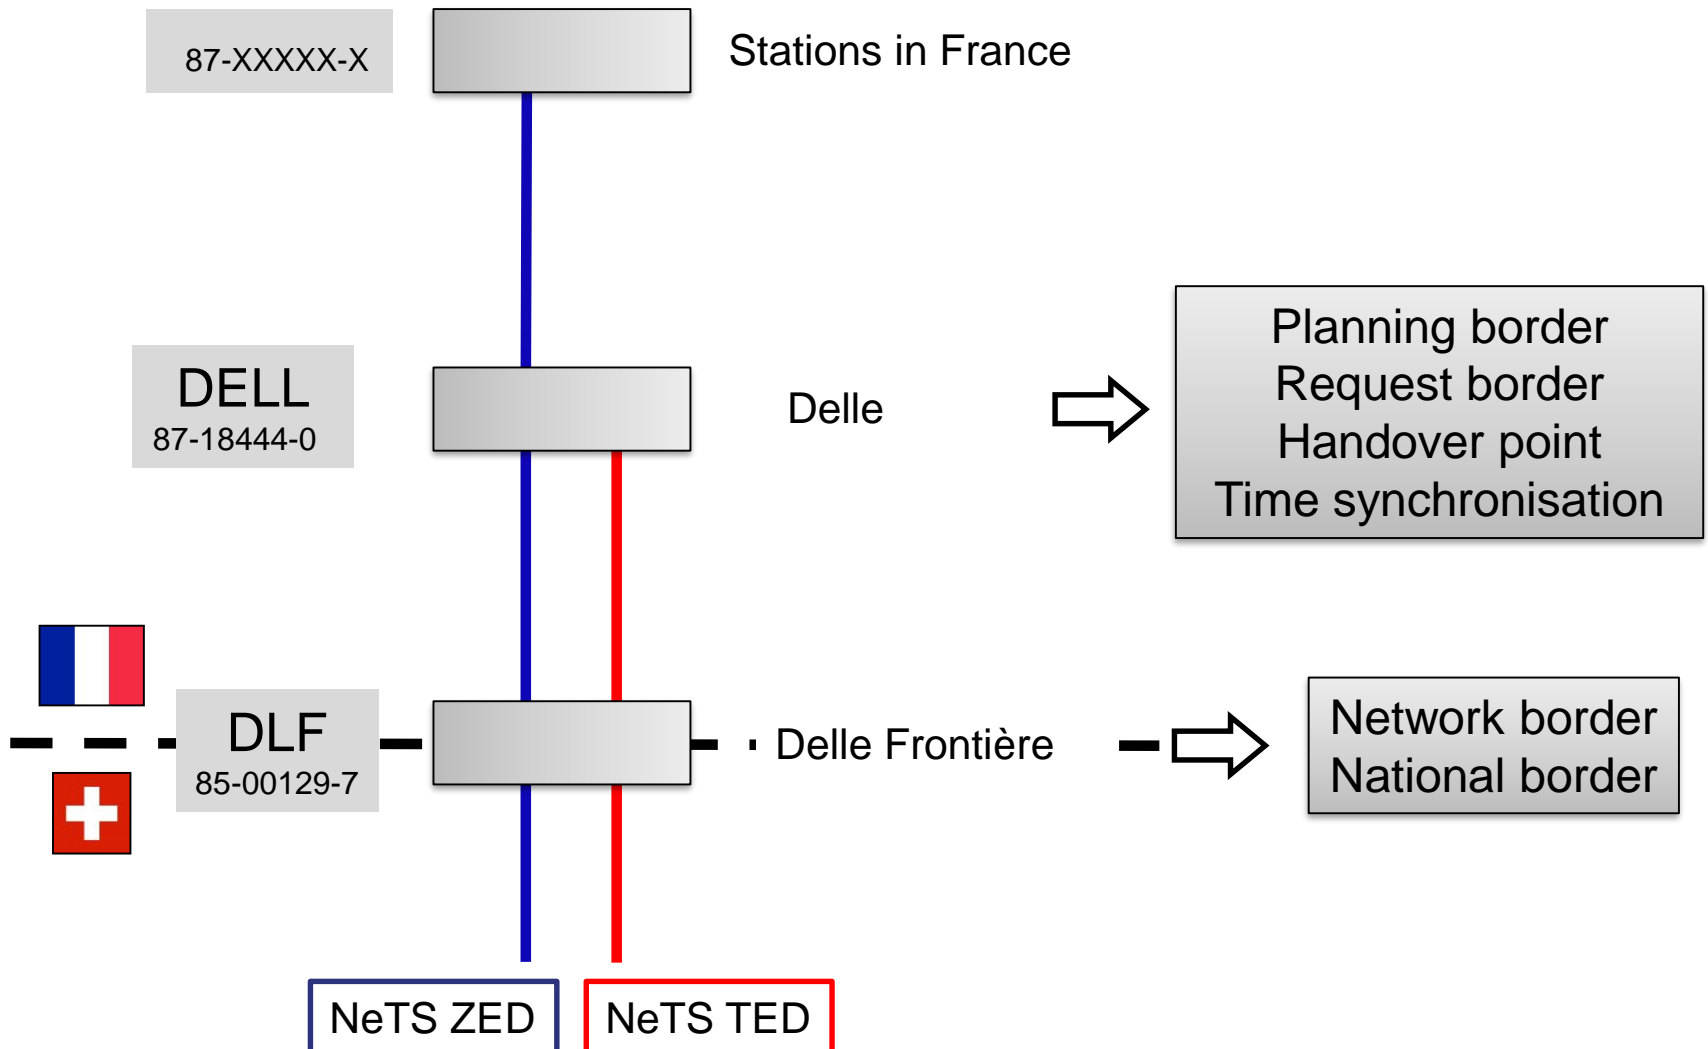 87-XXXXX-X
Stations in France
DELL
87-18444-0
Delle
Planning border
Request border
Handover point
Time synchronisation
DLF
85-00129-7
Delle Frontière
Network border
National border
NeTS ZED
NeTS TED